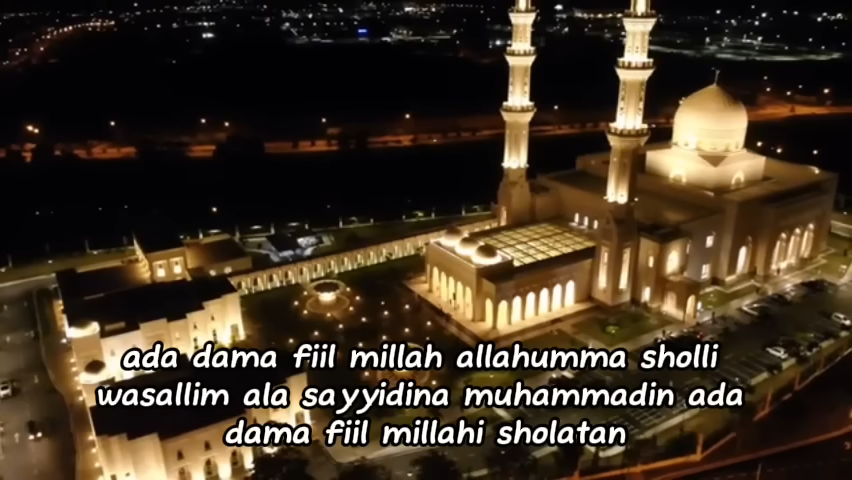 ada dama fiil millah allahumma sholli
wasallim ala sayyidina muhammadin ada
dama fiil millahi sholatan